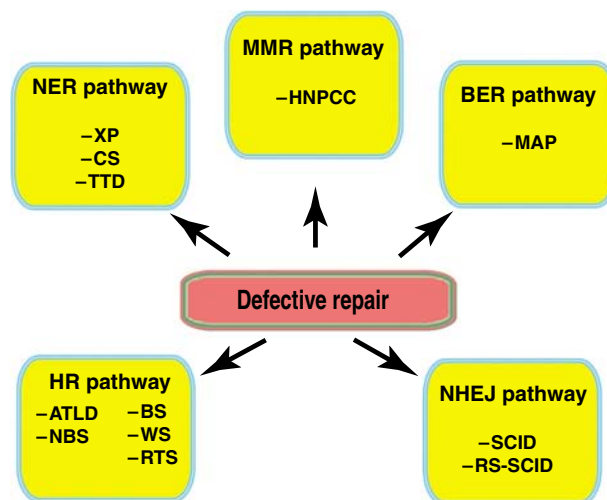 NER pathway
–XP
–CS
–TTD
MMR pathway
–HNPCC
BER pathway
–MAP
Defective repair
HR pathway
–ATLD
–NBS
–BS
–WS
–RTS
NHEJ pathway
–SCID
–RS-SCID